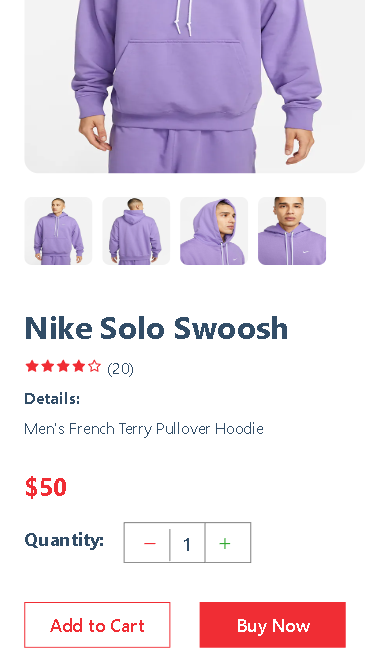 Nike Solo Swoosh
(20)
Details:
Men's French Terry Pullover Hoodie
$50
Quantity: − 1 +
Add to Cart Buy Now